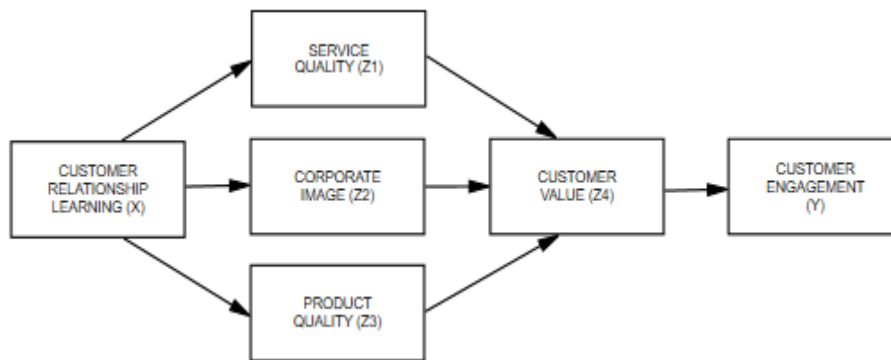 SERVICE
QUALITY (Z1)
CUSTOMER
RELATIONSHIP
LEARNING (X)
CORPORATE
IMAGE (Z2)
CUSTOMER
VALUE (Z4)
CUSTOMER
ENGAGEMENT
(Y)
PRODUCT
QUALITY (Z3)